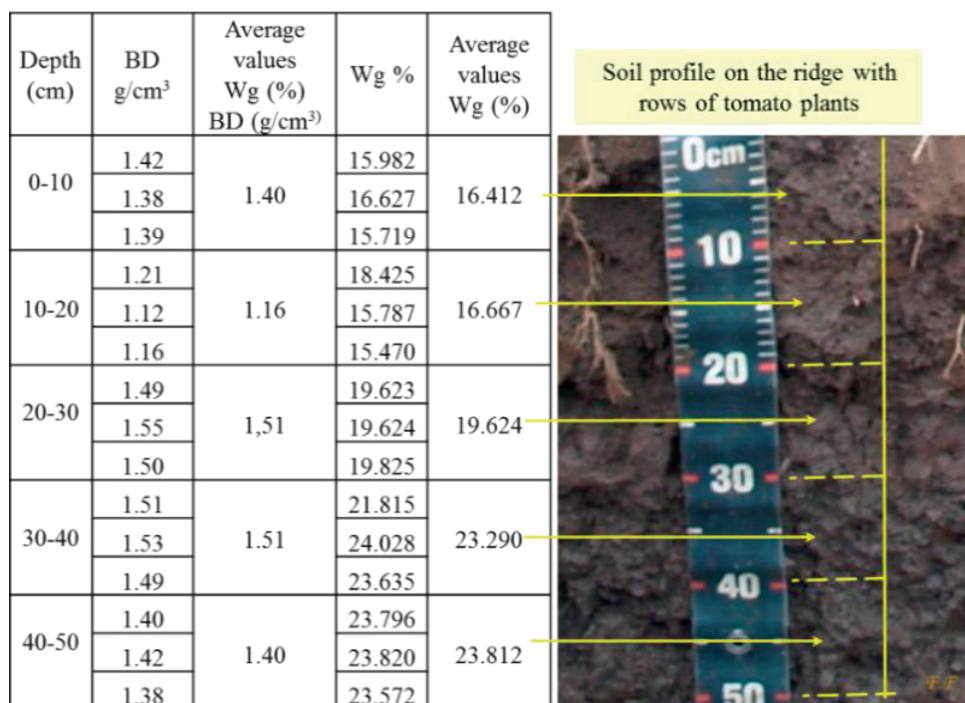 Depth (cm) | BD g/cm³ | Average values Wg (%) BD (g/cm³) | Wg % | Average values Wg (%)
0-10 | 1.42 | 1.40 | 15.982 | 16.412
1.38 | 16.627
1.39 | 15.719
10-20 | 1.21 | 1.16 | 18.425 | 16.667
1.12 | 15.787
1.16 | 15.470
20-30 | 1.49 | 1,51 | 19.623 | 19.624
1.55 | 19.624
1.50 | 19.825
30-40 | 1.51 | 1.51 | 21.815 | 23.290
1.53 | 24.028
1.49 | 23.635
40-50 | 1.40 | 1.40 | 23.796 | 23.812
1.42 | 23.820
1.38 | 23.572
Soil profile on the ridge with
rows of tomato plants
0cm
10
20
30
40
50
F F